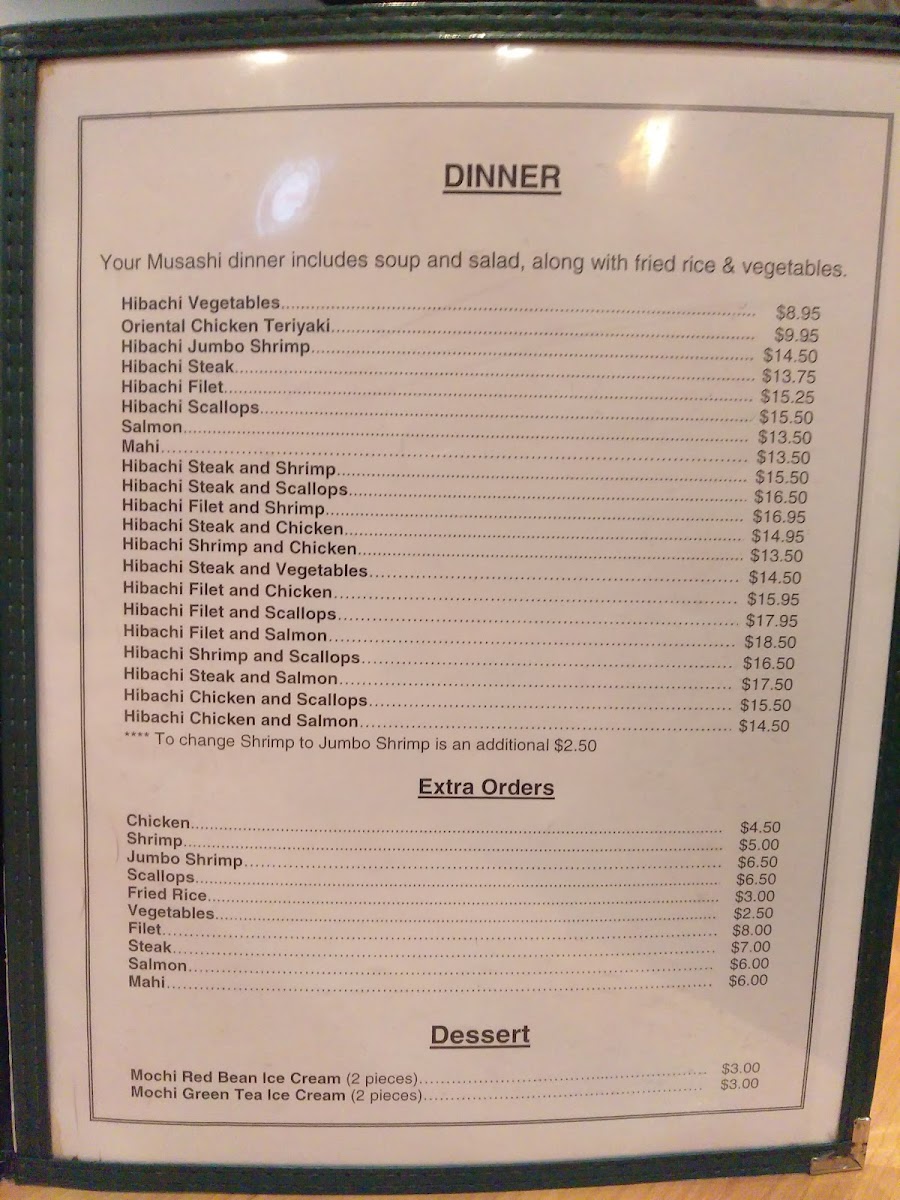 DINNER
Your Musashi dinner includes soup and salad, along with fried rice & vegetables.
Hibachi Vegetables........ $8.95
Oriental Chicken Teriyaki........ $9.95
Hibachi Jumbo Shrimp........ $14.50
Hibachi Steak........ $13.75
Hibachi Filet........ $15.25
Hibachi Scallops........ $15.50
Salmon........ $13.50
Mahi........ $13.50
Hibachi Steak and Shrimp........ $15.50
Hibachi Steak and Scallops........ $16.50
Hibachi Filet and Shrimp........ $16.95
Hibachi Steak and Chicken........ $14.95
Hibachi Shrimp and Chicken........ $13.50
Hibachi Steak and Vegetables........ $14.50
Hibachi Filet and Chicken........ $15.95
Hibachi Filet and Scallops........ $17.95
Hibachi Filet and Salmon........ $18.50
Hibachi Shrimp and Scallops........ $16.50
Hibachi Steak and Salmon........ $17.50
Hibachi Chicken and Scallops........ $15.50
Hibachi Chicken and Salmon........ $14.50
**** To change Shrimp to Jumbo Shrimp is an additional $2.50
Extra Orders
Chicken........ $4.50
Shrimp........ $5.00
Jumbo Shrimp........ $6.50
Scallops........ $6.50
Fried Rice........ $3.00
Vegetables........ $2.50
Filet........ $8.00
Steak........ $7.00
Salmon........ $6.00
Mahi........ $6.00
Dessert
Mochi Red Bean Ice Cream (2 pieces)........ $3.00
Mochi Green Tea Ice Cream (2 pieces)........ $3.00